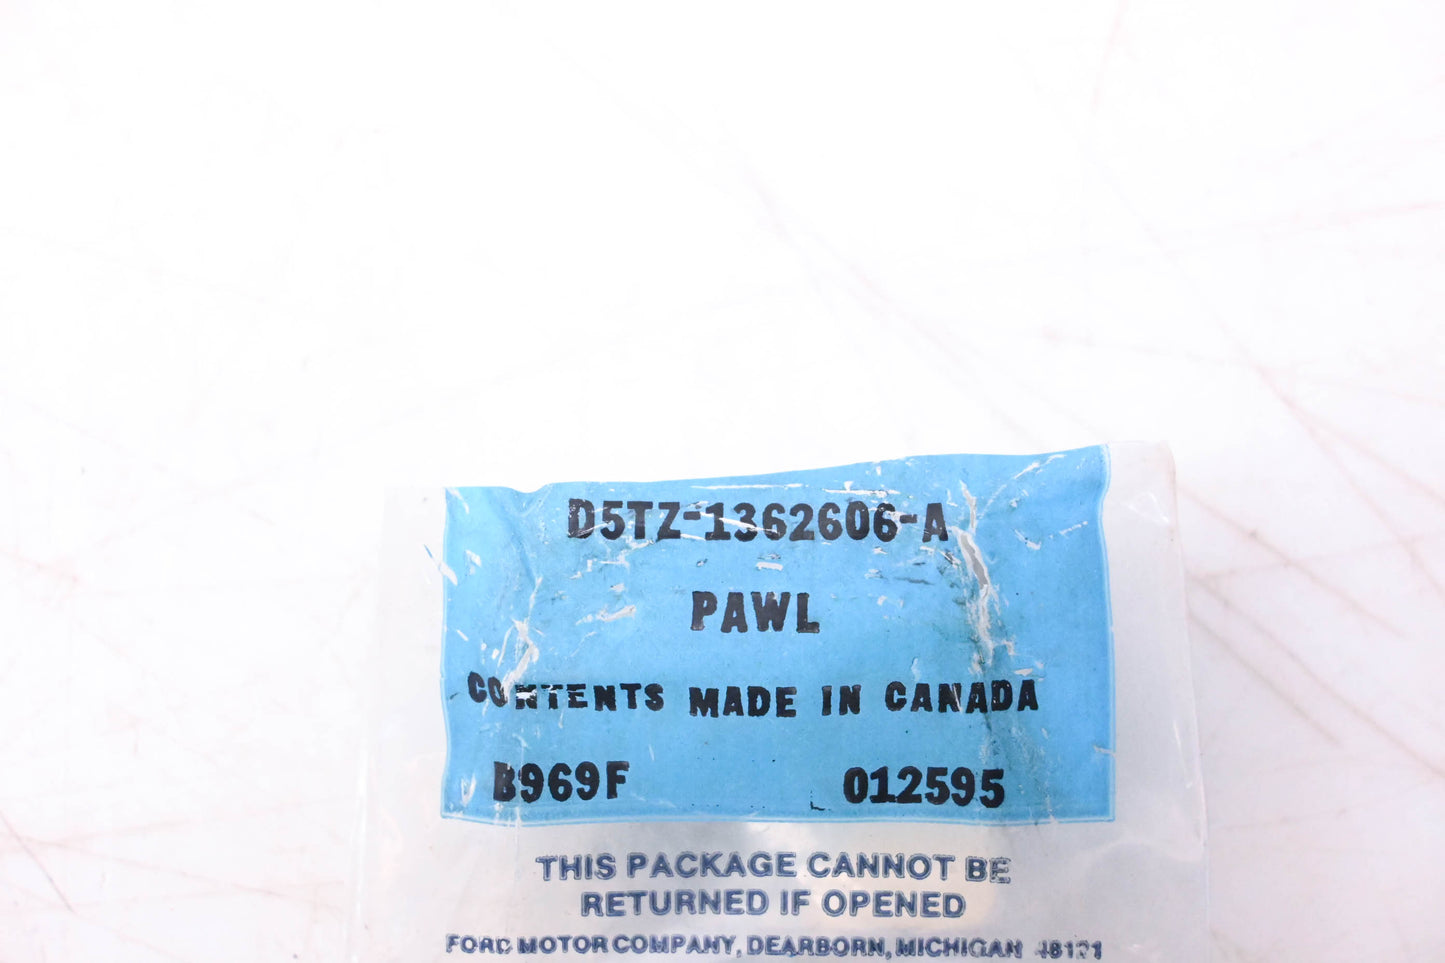 D5TZ-1362606-A
PAWL
CONTENTS MADE IN CANADA
B969F 012595
THIS PACKAGE CANNOT BE
RETURNED IF OPENED
FORD MOTOR COMPANY, DEARBORN, MICHIGAN 48121